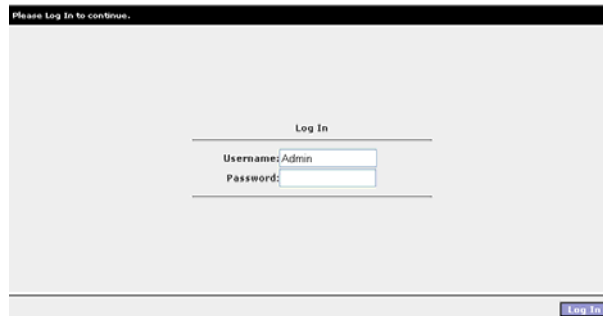 Please Log In to continue.
Log In
Username: Admin
Password:
Log In